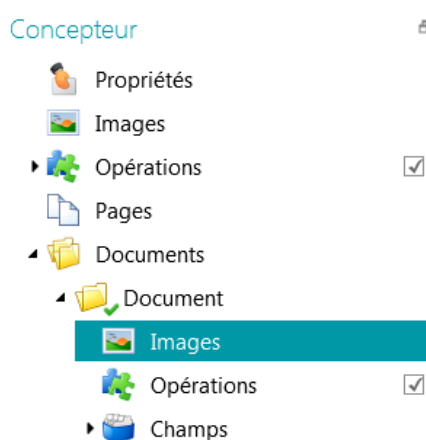 Concepteur
Propriétés
Images
Opérations
Pages
Documents
Document
Images
Opérations
Champs